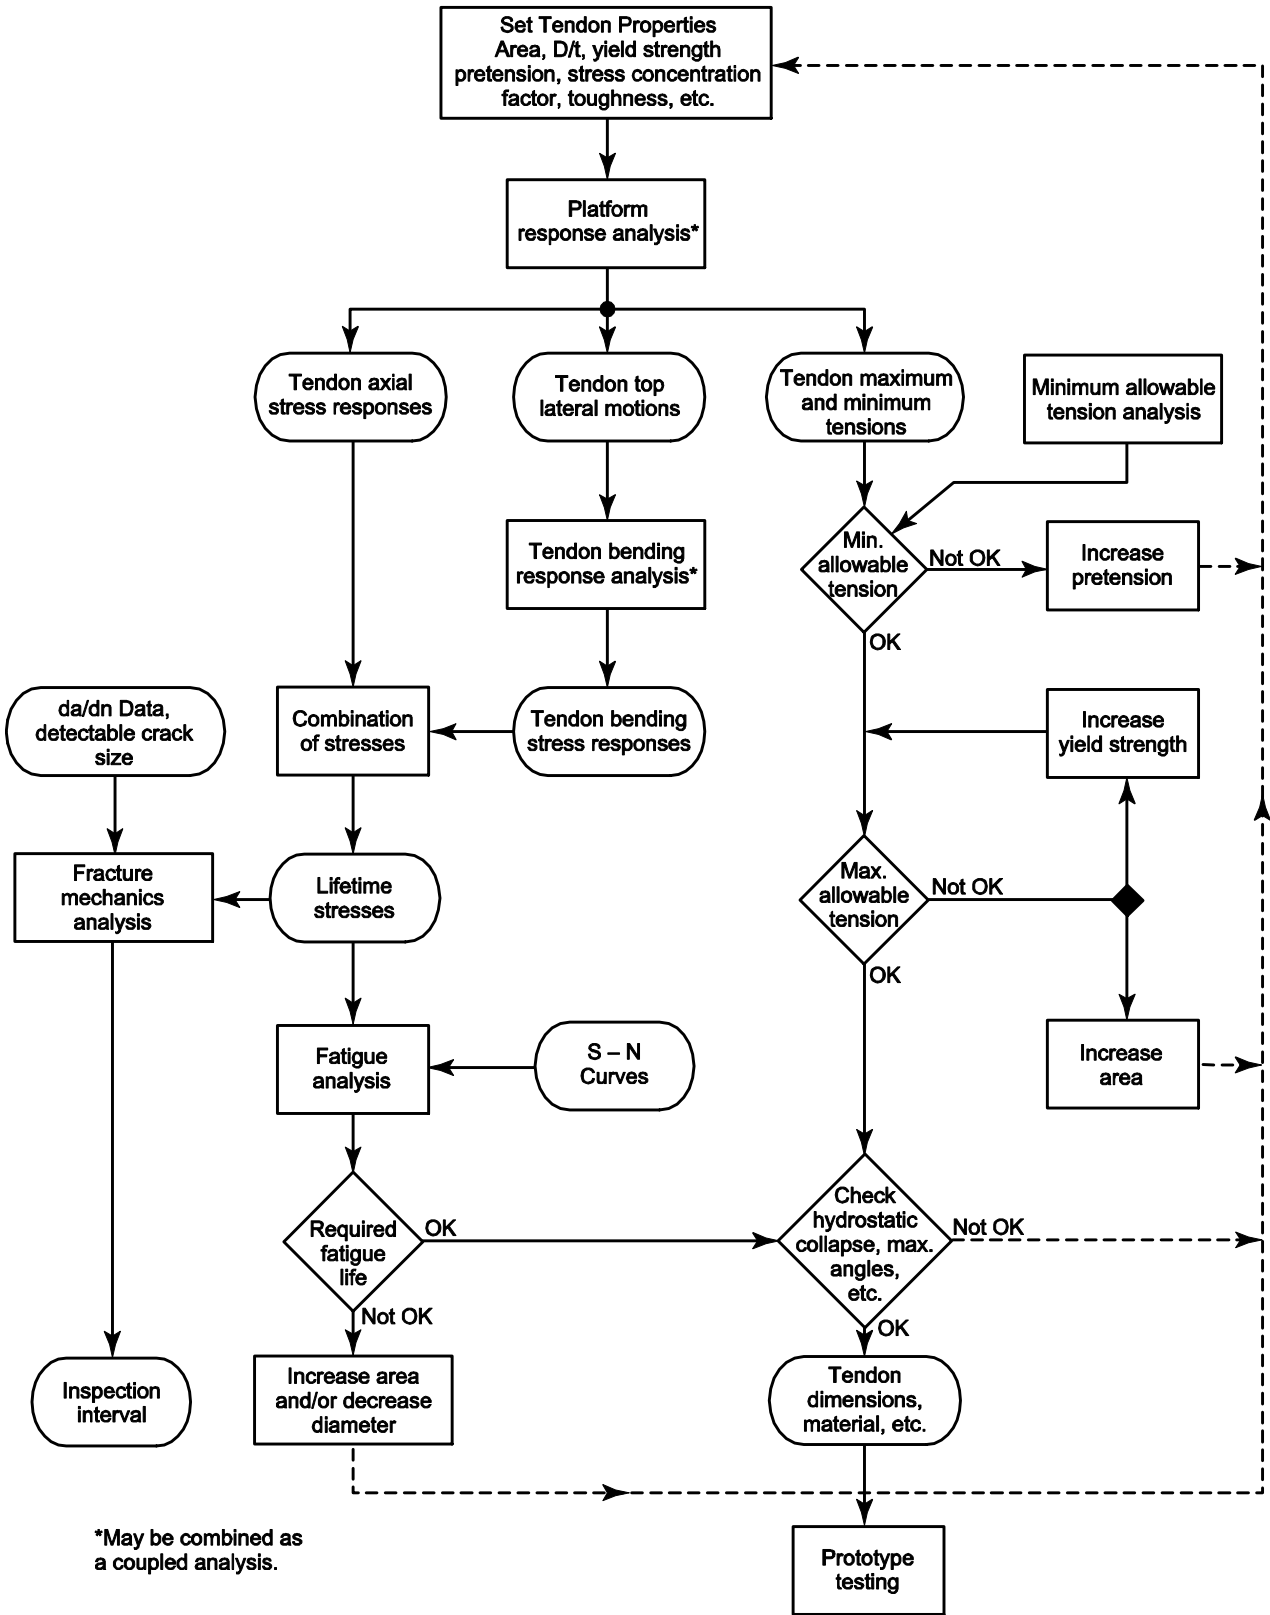 Set Tendon Properties
Area, D/t, yield strength
pretension, stress concentration
factor, toughness, etc.
Platform
response analysis*
Tendon axial
stress responses
Tendon top
lateral motions
Tendon maximum
and minimum
tensions
Minimum allowable
tension analysis
Min.
allowable
tension
Not OK
OK
Increase
pretension
Tendon bending
response analysis*
da/dn Data,
detectable crack
size
Combination
of stresses
Tendon bending
stress responses
Increase
yield strength
Fracture
mechanics
analysis
Lifetime
stresses
Max.
allowable
tension
Not OK
OK
Fatigue
analysis
S – N
Curves
Increase
area
Required
fatigue
life
OK
Not OK
Check
hydrostatic
collapse, max.
angles,
etc.
Not OK
OK
Inspection
interval
Increase area
and/or decrease
diameter
Tendon
dimensions,
material, etc.
*May be combined as
a coupled analysis.
Prototype
testing